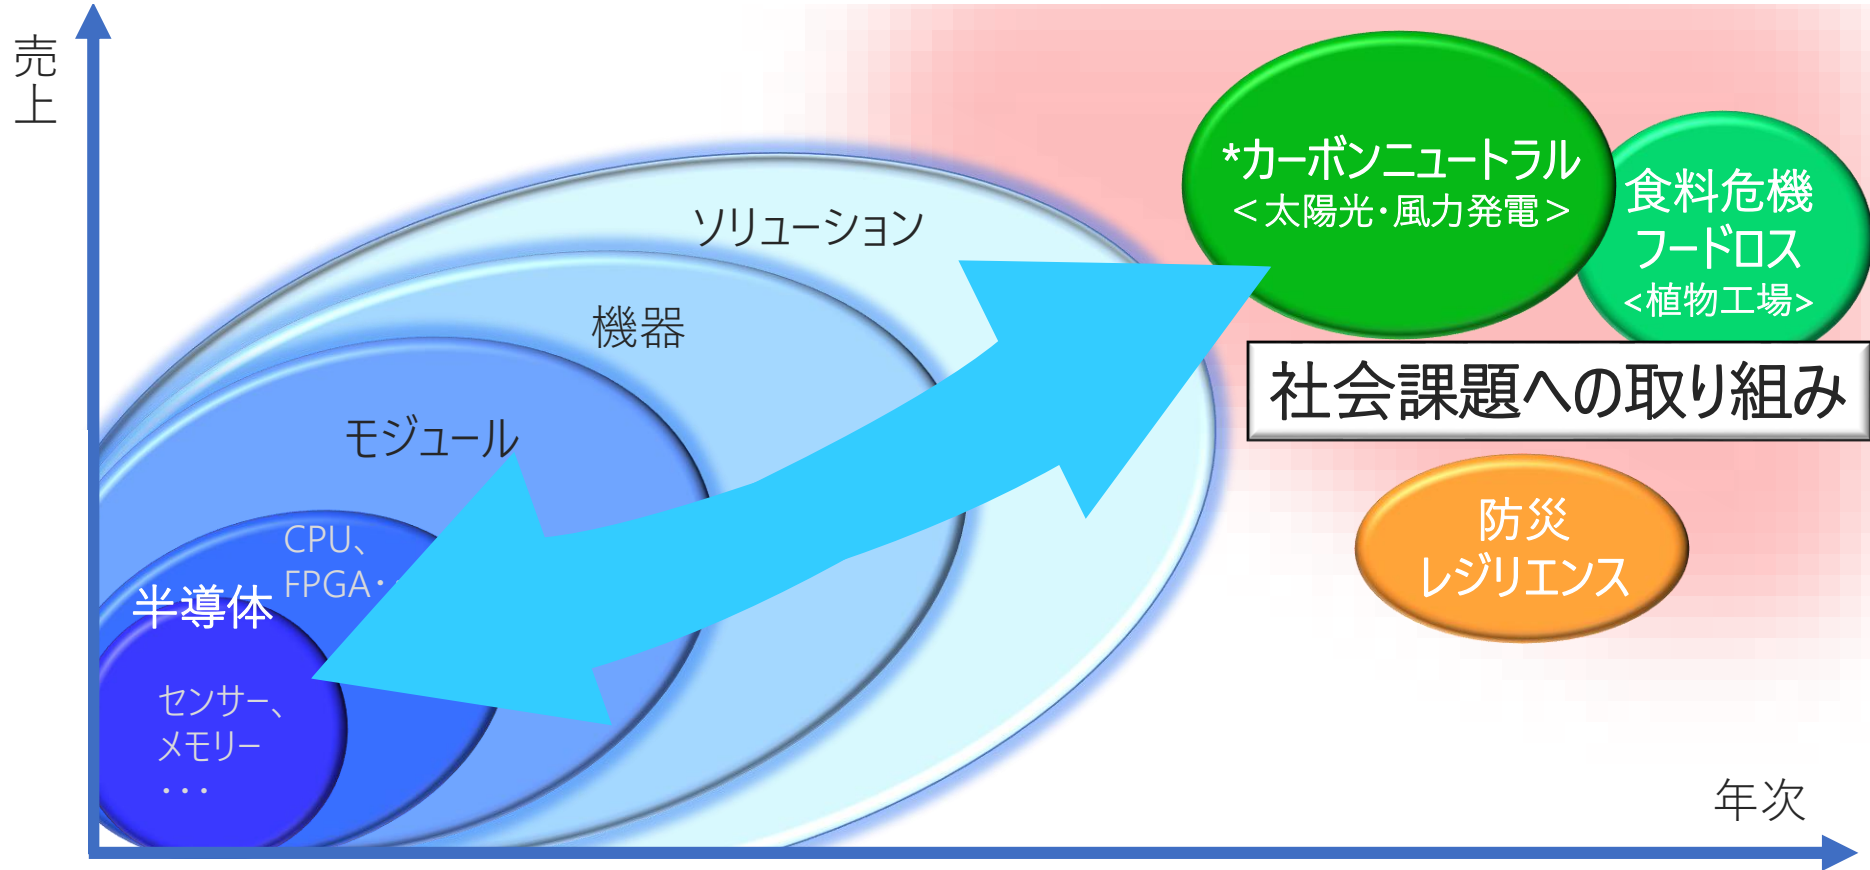 売上
*カーボンニュートラル
＜太陽光・風力発電＞
食料危機
フードロス
<植物工場>
ソリューション
機器
モジュール
社会課題への取り組み
CPU、
FPGA・・
半導体
防災
レジリエンス
センサー、
メモリー
・・・
年次